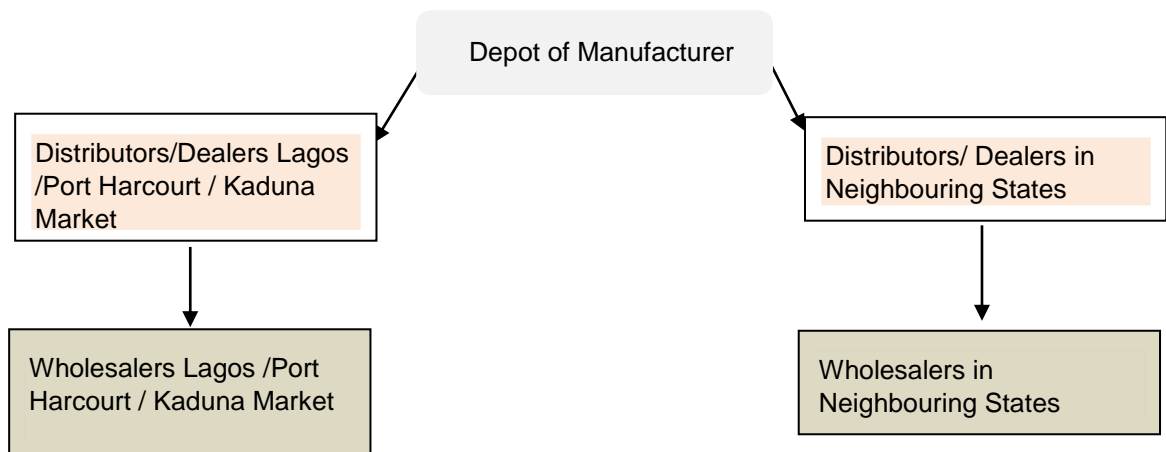 Depot of Manufacturer
Distributors/Dealers Lagos
/Port Harcourt / Kaduna
Market
Distributors/ Dealers in
Neighbouring States
Wholesalers Lagos /Port
Harcourt / Kaduna Market
Wholesalers in
Neighbouring States